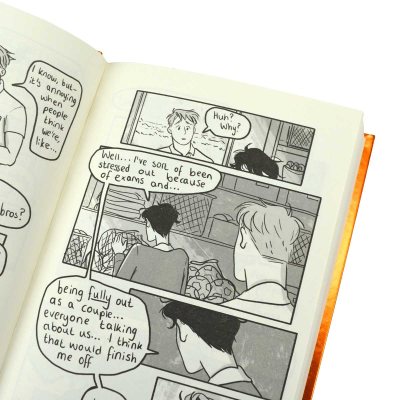 I know, but
it's annoying
when
people
think
we're,
like...
bros?
Huh?
Why?
Well... I've sort of been
stressed out because
of exams and...
being fully out
as a couple...
everyone talking
about us... I think
that would finish
me off